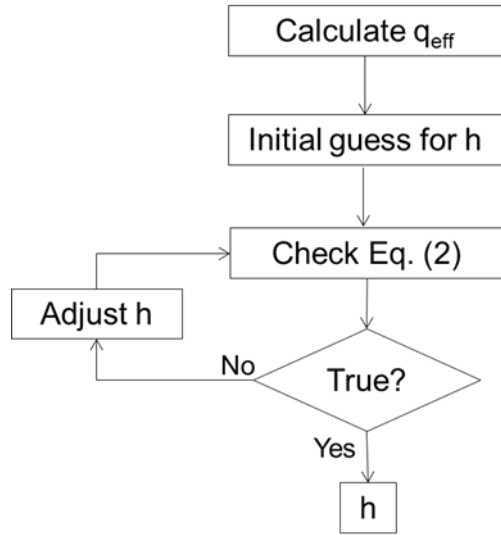 Calculate q_eff
Initial guess for h
Check Eq. (2)
Adjust h
No
True?
Yes
h